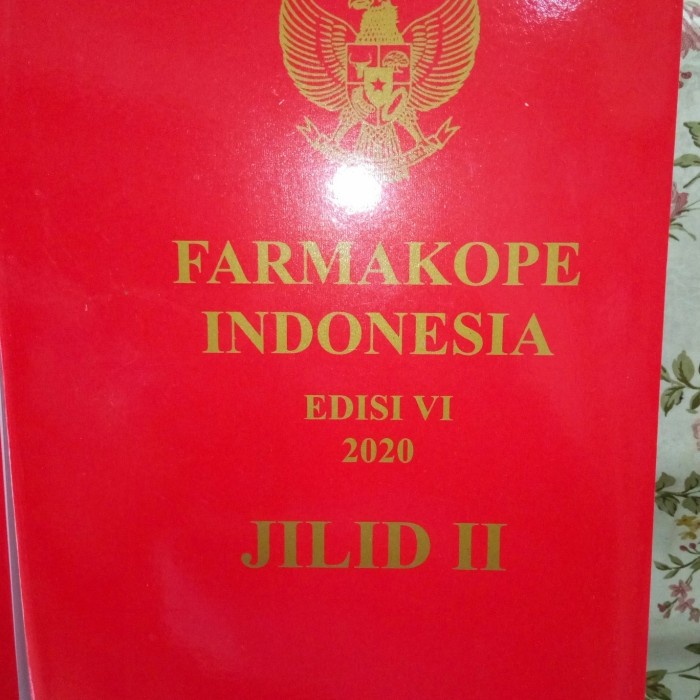 FARMAKOPE
INDONESIA
EDISI VI
2020
JILID II